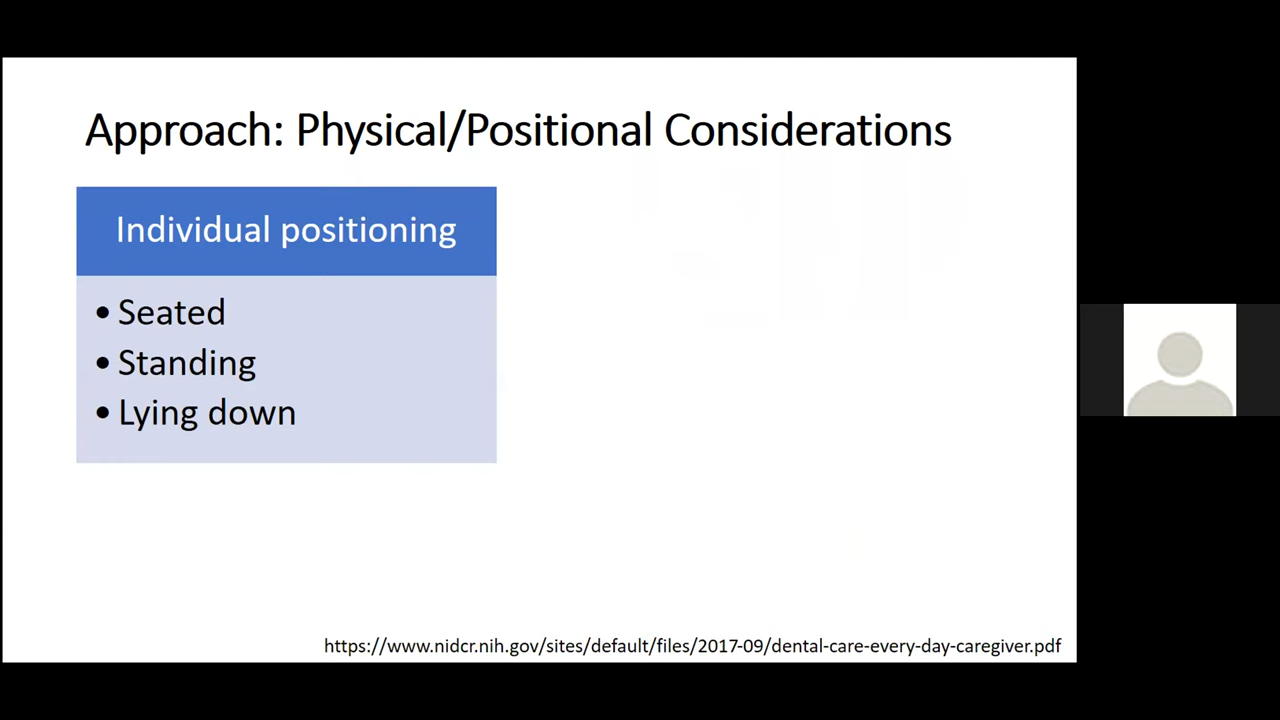 Approach: Physical/Positional Considerations
Individual positioning
• Seated
• Standing
• Lying down
https://www.nidcr.nih.gov/sites/default/files/2017-09/dental-care-every-day-caregiver.pdf